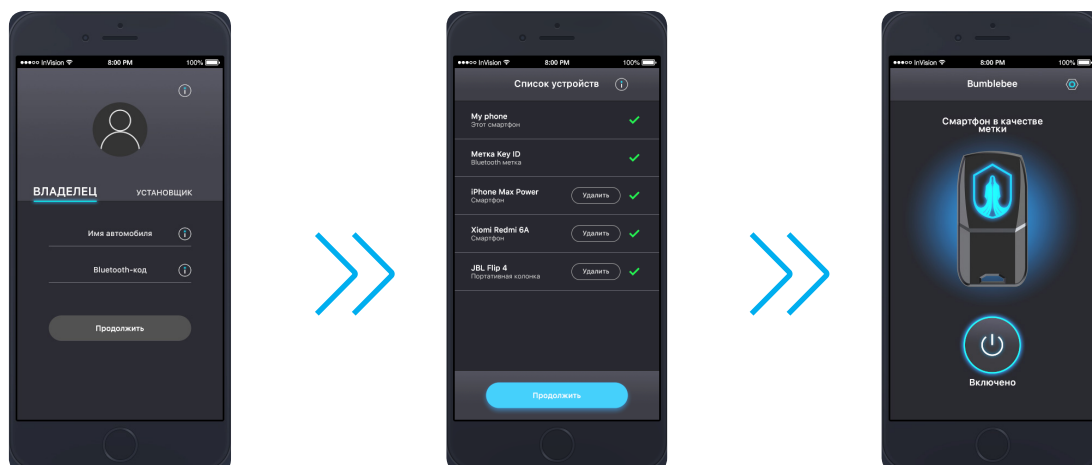 InVision
8:00 PM
100%
ВЛАДЕЛЕЦ
УСТАНОВЩИК
Имя автомобиля
Bluetooth-код
Продолжить
InVision
8:00 PM
100%
Список устройств
My phone
Этот смартфон
Метка Key ID
Bluetooth метка
iPhone Max Power
Смартфон
Удалить
Xiomi Redmi 6A
Смартфон
Удалить
JBL Flip 4
Портативная колонка
Удалить
Продолжить
InVision
8:00 PM
100%
Bumblebee
Смартфон в качестве
метки
Включено